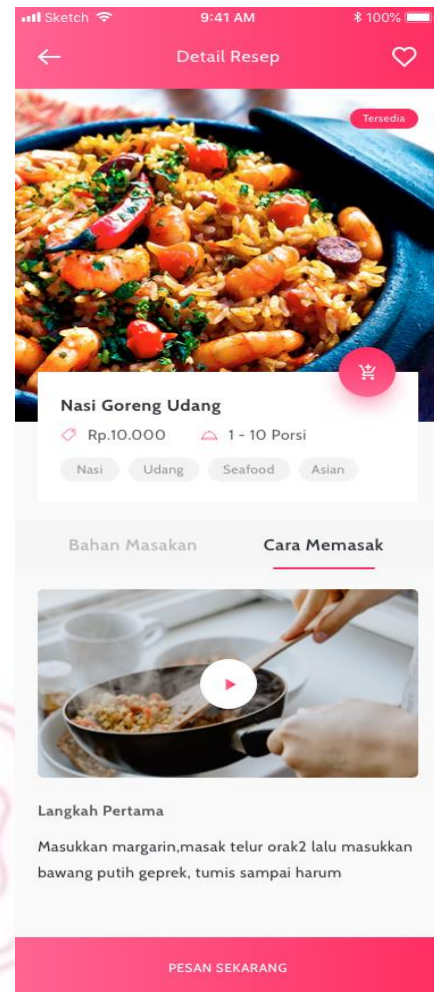 Sketch 9:41 AM 100%
Detail Resep
Tersedia
Nasi Goreng Udang
Rp.10.000 1 - 10 Porsi
Nasi Udang Seafood Asian
Bahan Masakan Cara Memasak
Langkah Pertama
Masukkan margarin,masak telur orak2 lalu masukkan
bawang putih geprek, tumis sampai harum
PESAN SEKARANG